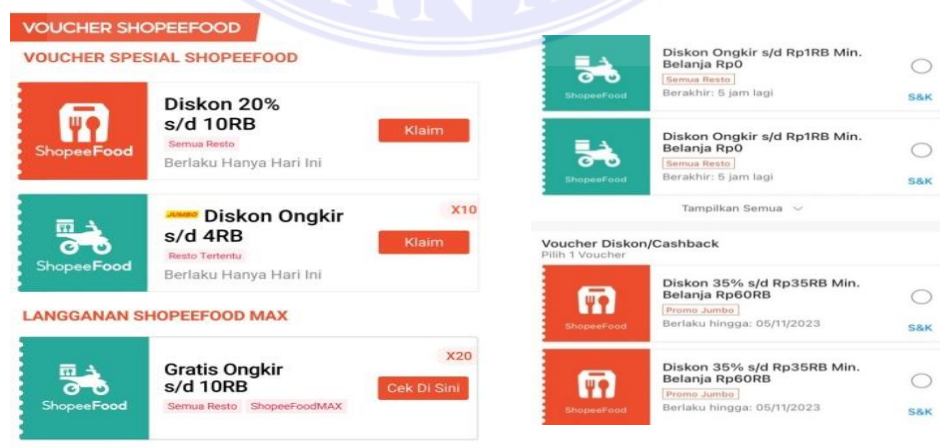 VOUCHER SHOPEEFOOD
VOUCHER SPESIAL SHOPEEFOOD
ShopeeFood
Diskon 20%
s/d 10RB
Semua Resto
Berlaku Hanya Hari Ini
Klaim
ShopeeFood
JUMBO Diskon Ongkir
s/d 4RB
Resto Tertentu
Berlaku Hanya Hari Ini
X10
Klaim
LANGGANAN SHOPEEFOOD MAX
ShopeeFood
Gratis Ongkir
s/d 10RB
Semua Resto ShopeeFoodMAX
X20
Cek Di Sini
ShopeeFood
Diskon Ongkir s/d Rp1RB Min.
Belanja Rp0
Semua Resto
Berakhir: 5 jam lagi
S&K
ShopeeFood
Diskon Ongkir s/d Rp1RB Min.
Belanja Rp0
Semua Resto
Berakhir: 5 jam lagi
S&K
Tampilkan Semua
Voucher Diskon/Cashback
Pilih 1 Voucher
ShopeeFood
Diskon 35% s/d Rp35RB Min.
Belanja Rp60RB
Promo Jumbo
Berlaku hingga: 05/11/2023
S&K
ShopeeFood
Diskon 35% s/d Rp35RB Min.
Belanja Rp60RB
Promo Jumbo
Berlaku hingga: 05/11/2023
S&K